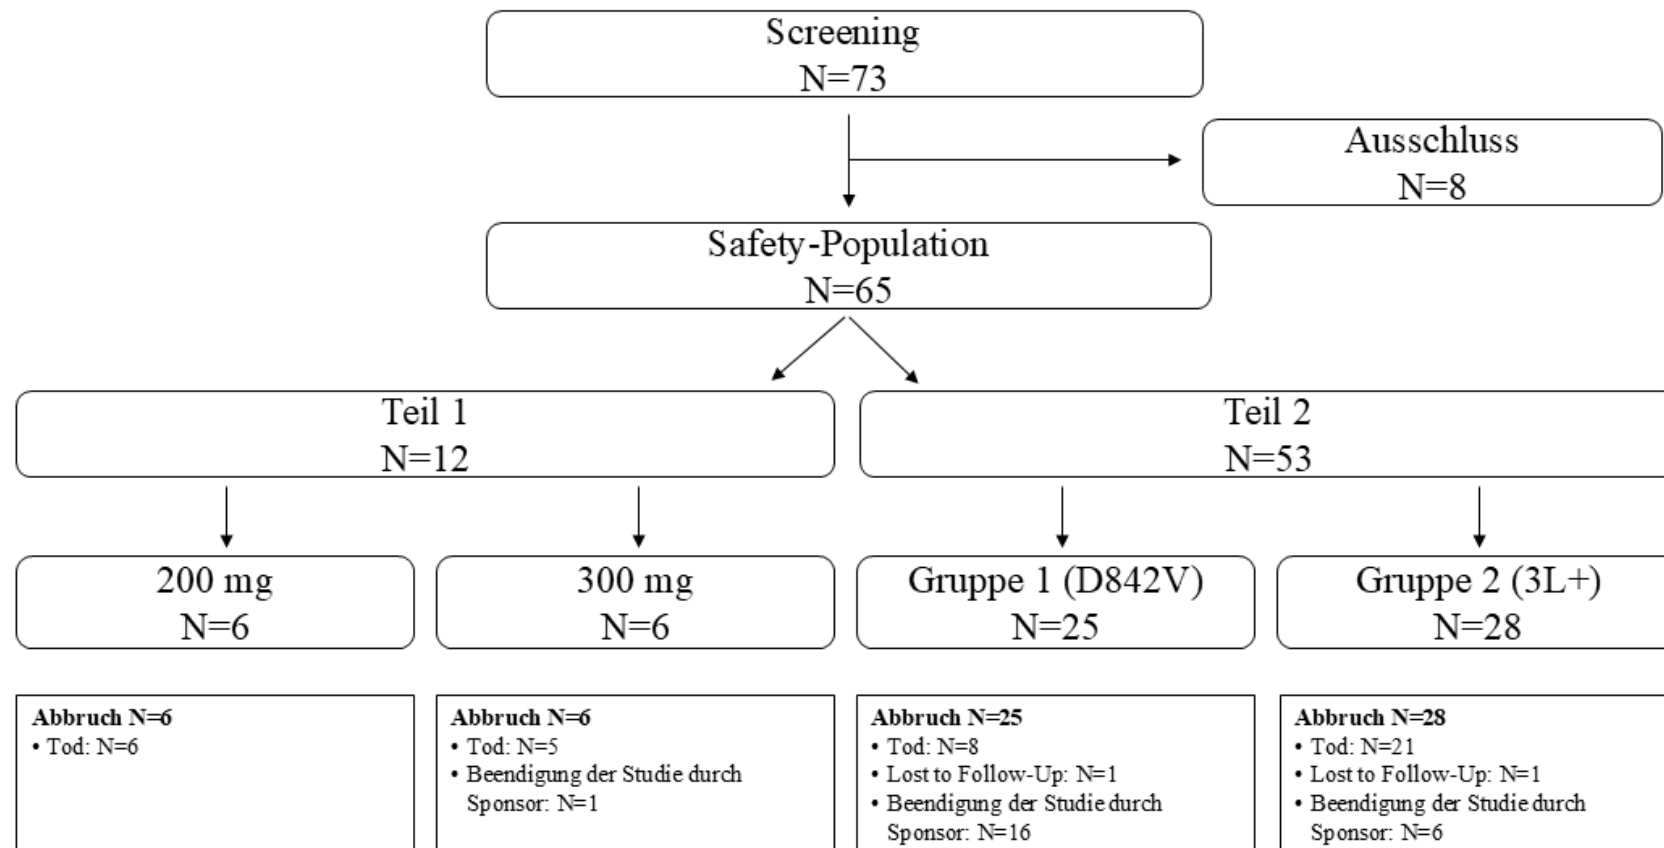 Screening
N=73
Ausschluss
N=8
Safety-Population
N=65
Teil 1
N=12
Teil 2
N=53
200 mg
N=6
300 mg
N=6
Gruppe 1 (D842V)
N=25
Gruppe 2 (3L+)
N=28
Abbruch N=6
• Tod: N=6
Abbruch N=6
• Tod: N=5
• Beendigung der Studie durch
Sponsor: N=1
Abbruch N=25
• Tod: N=8
• Lost to Follow-Up: N=1
• Beendigung der Studie durch
Sponsor: N=16
Abbruch N=28
• Tod: N=21
• Lost to Follow-Up: N=1
• Beendigung der Studie durch
Sponsor: N=6